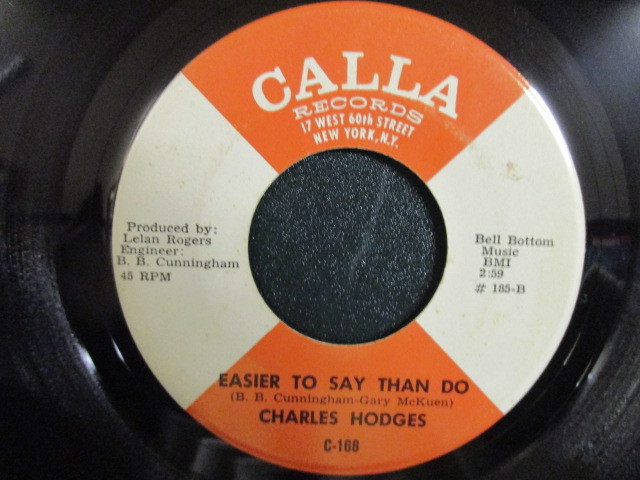 CALLA
RECORDS
17 WEST 60th STREET
NEW YORK, N.Y.
Produced by:
Lelan Rogers
Engineer:
B. B. Cunningham
45 RPM
Bell Bottom
Music
BMI
2:59
# 185-B
EASIER TO SAY THAN DO
(B. B. Cunningham-Gary McKuen)
CHARLES HODGES
C-168